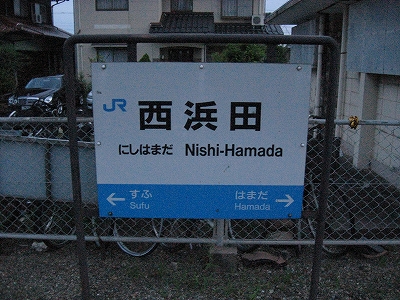 JR 西浜田
にしはまだ Nishi-Hamada
← すふ はまだ →
Sufu Hamada